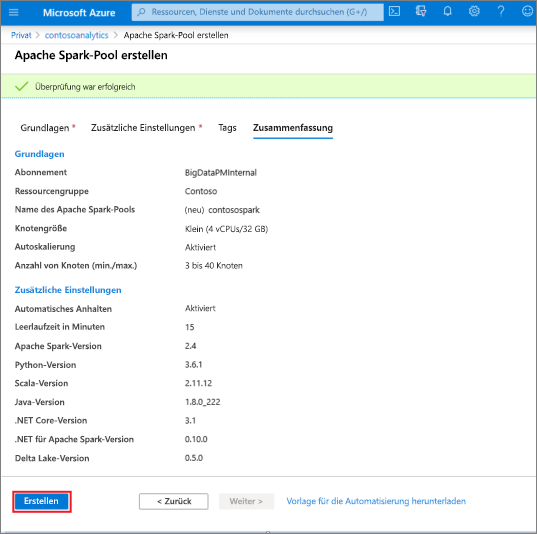 Microsoft Azure Ressourcen, Dienste und Dokumente durchsuchen (G+/)
Privat > contosoanalytics > Apache Spark-Pool erstellen
Apache Spark-Pool erstellen
Überprüfung war erfolgreich
Grundlagen * Zusätzliche Einstellungen * Tags Zusammenfassung
Grundlagen
Abonnement BigDataPMInternal
Ressourcengruppe Contoso
Name des Apache Spark-Pools (neu) contosospark
Knotengröße Klein (4 vCPUs/32 GB)
Autoskalierung Aktiviert
Anzahl von Knoten (min./max.) 3 bis 40 Knoten
Zusätzliche Einstellungen
Automatisches Anhalten Aktiviert
Leerlaufzeit in Minuten 15
Apache Spark-Version 2.4
Python-Version 3.6.1
Scala-Version 2.11.12
Java-Version 1.8.0_222
.NET Core-Version 3.1
.NET für Apache Spark-Version 0.10.0
Delta Lake-Version 0.5.0
Erstellen < Zurück Weiter > Vorlage für die Automatisierung herunterladen